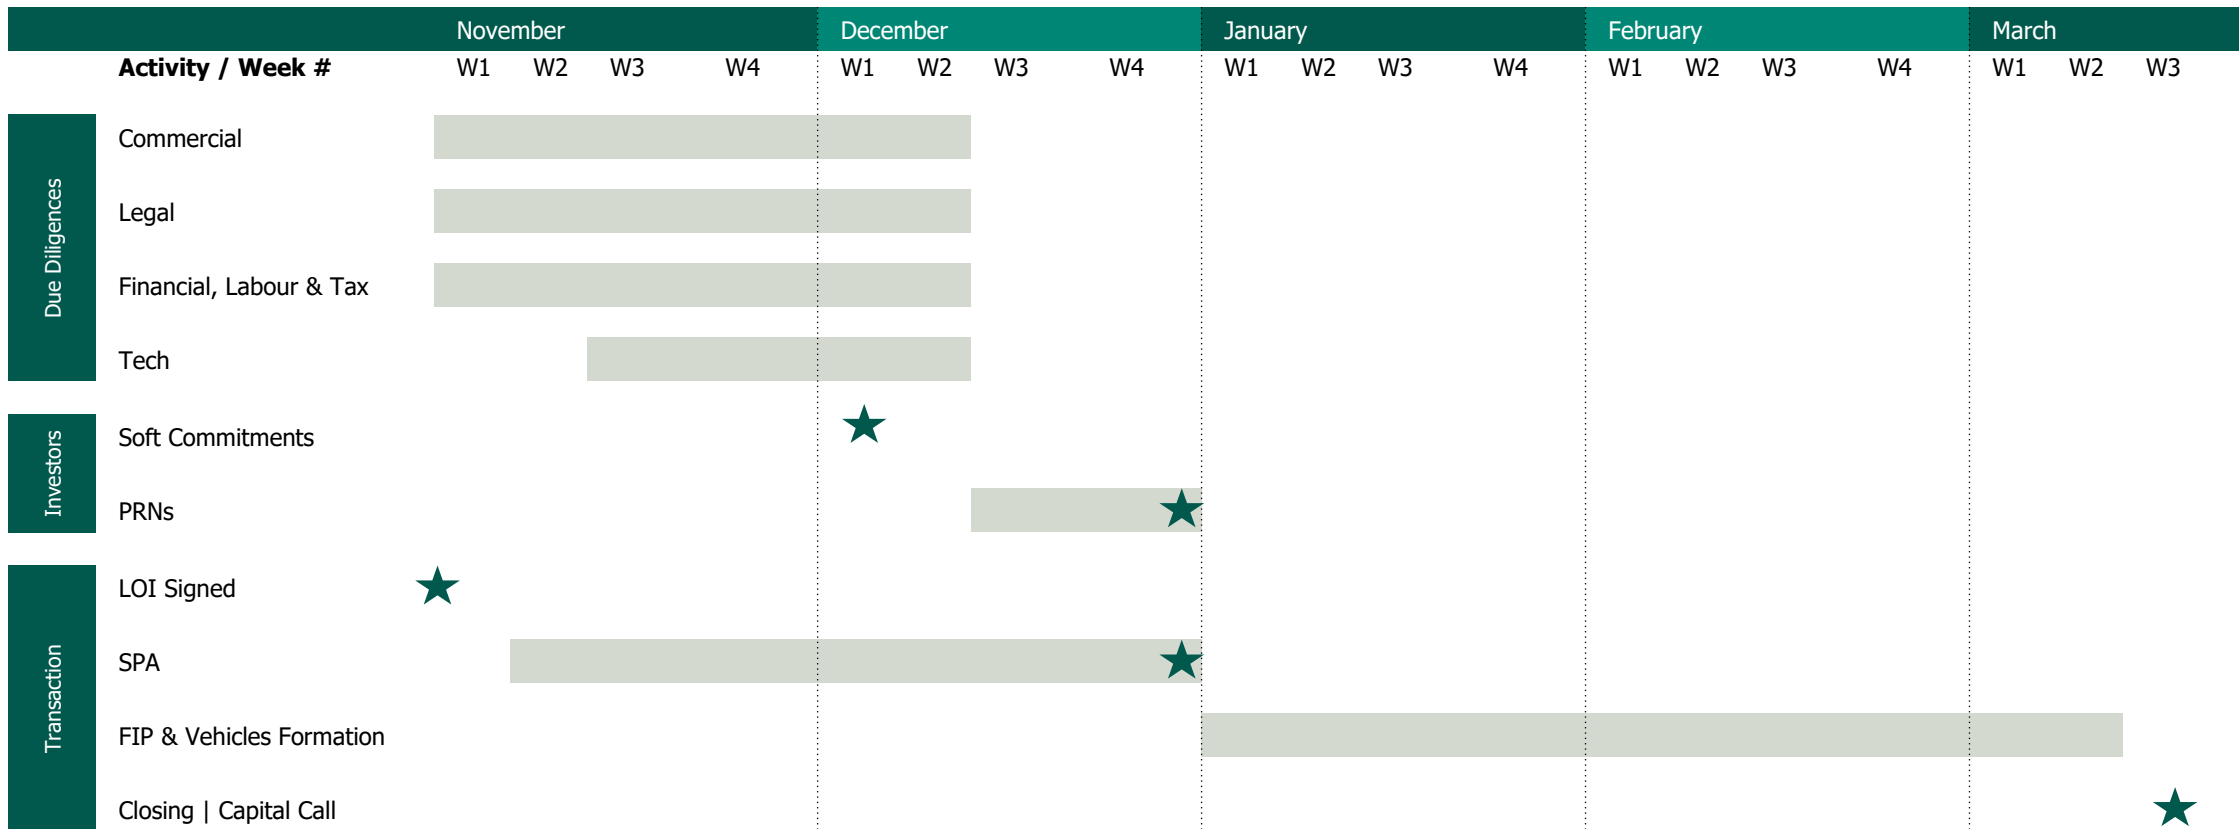 November December January February March
Activity / Week # W1 W2 W3 W4 W1 W2 W3 W4 W1 W2 W3 W4 W1 W2 W3 W4 W1 W2 W3
Due Diligences
Commercial
Legal
Financial, Labour & Tax
Tech
Investors
Soft Commitments
PRNs
Transaction
LOI Signed
SPA
FIP & Vehicles Formation
Closing | Capital Call